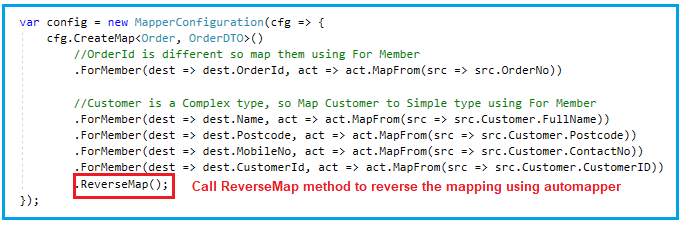 var config = new MapperConfiguration(cfg => {
cfg.CreateMap<Order, OrderDTO>()
//OrderId is different so map them using For Member
.ForMember(dest => dest.OrderId, act => act.MapFrom(src => src.OrderNo))
//Customer is a Complex type, so Map Customer to Simple type using For Member
.ForMember(dest => dest.Name, act => act.MapFrom(src => src.Customer.FullName))
.ForMember(dest => dest.Postcode, act => act.MapFrom(src => src.Customer.Postcode))
.ForMember(dest => dest.MobileNo, act => act.MapFrom(src => src.Customer.ContactNo))
.ForMember(dest => dest.CustomerId, act => act.MapFrom(src => src.Customer.CustomerID))
.ReverseMap(); Call ReverseMap method to reverse the mapping using automapper
});